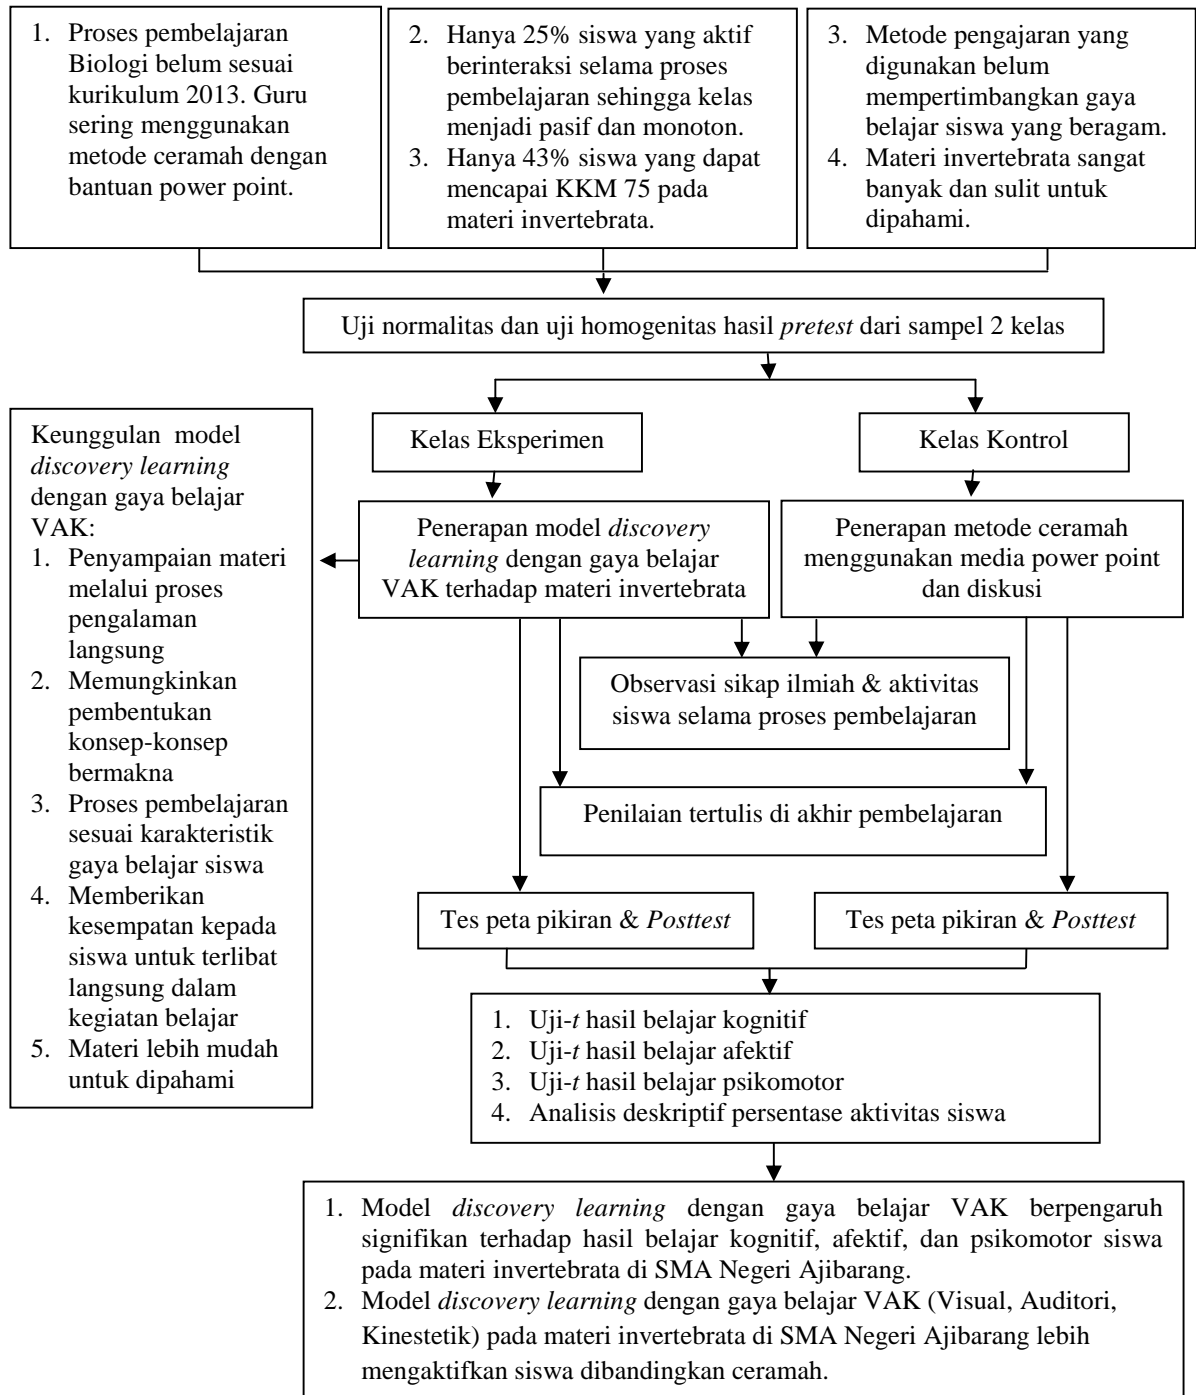 1. Proses pembelajaran
Biologi belum sesuai
kurikulum 2013. Guru
sering menggunakan
metode ceramah dengan
bantuan power point.
2. Hanya 25% siswa yang aktif
berinteraksi selama proses
pembelajaran sehingga kelas
menjadi pasif dan monoton.
3. Hanya 43% siswa yang dapat
mencapai KKM 75 pada
materi invertebrata.
3. Metode pengajaran yang
digunakan belum
mempertimbangkan gaya
belajar siswa yang beragam.
4. Materi invertebrata sangat
banyak dan sulit untuk
dipahami.
Uji normalitas dan uji homogenitas hasil pretest dari sampel 2 kelas
Kelas Eksperimen
Kelas Kontrol
Keunggulan model
discovery learning
dengan gaya belajar
VAK:
1. Penyampaian materi
melalui proses
pengalaman
langsung
2. Memungkinkan
pembentukan
konsep-konsep
bermakna
3. Proses pembelajaran
sesuai karakteristik
gaya belajar siswa
4. Memberikan
kesempatan kepada
siswa untuk terlibat
langsung dalam
kegiatan belajar
5. Materi lebih mudah
untuk dipahami
Penerapan model discovery
learning dengan gaya belajar
VAK terhadap materi invertebrata
Penerapan metode ceramah
menggunakan media power point
dan diskusi
Observasi sikap ilmiah & aktivitas
siswa selama proses pembelajaran
Penilaian tertulis di akhir pembelajaran
Tes peta pikiran & Posttest
Tes peta pikiran & Posttest
1. Uji-t hasil belajar kognitif
2. Uji-t hasil belajar afektif
3. Uji-t hasil belajar psikomotor
4. Analisis deskriptif persentase aktivitas siswa
1. Model discovery learning dengan gaya belajar VAK berpengaruh
signifikan terhadap hasil belajar kognitif, afektif, dan psikomotor siswa
pada materi invertebrata di SMA Negeri Ajibarang.
2. Model discovery learning dengan gaya belajar VAK (Visual, Auditori,
Kinestetik) pada materi invertebrata di SMA Negeri Ajibarang lebih
mengaktifkan siswa dibandingkan ceramah.